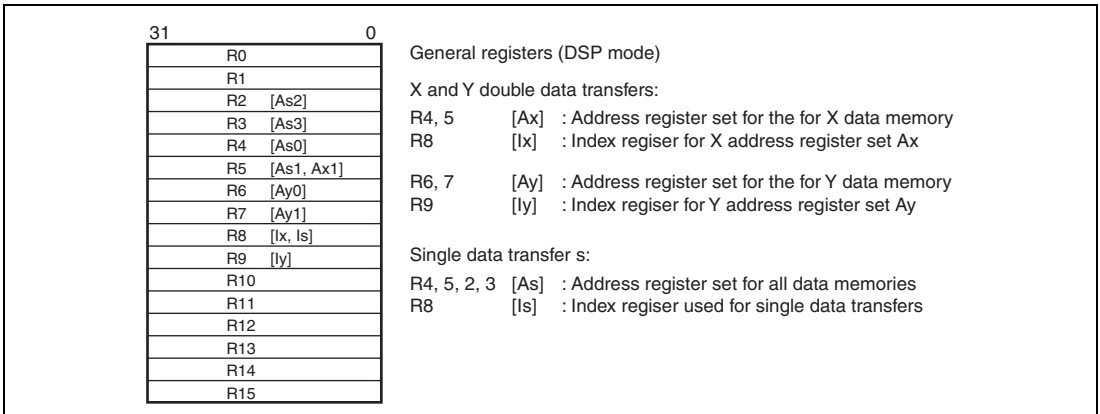 31 0
R0
R1
R2 [As2]
R3 [As3]
R4 [As0]
R5 [As1, Ax1]
R6 [Ay0]
R7 [Ay1]
R8 [Ix, Is]
R9 [Iy]
R10
R11
R12
R13
R14
R15
General registers (DSP mode)
X and Y double data transfers:
R4, 5 [Ax] : Address register set for the for X data memory
R8 [Ix] : Index regiser for X address register set Ax
R6, 7 [Ay] : Address register set for the for Y data memory
R9 [Iy] : Index regiser for Y address register set Ay
Single data transfer s:
R4, 5, 2, 3 [As] : Address register set for all data memories
R8 [Is] : Index regiser used for single data transfers